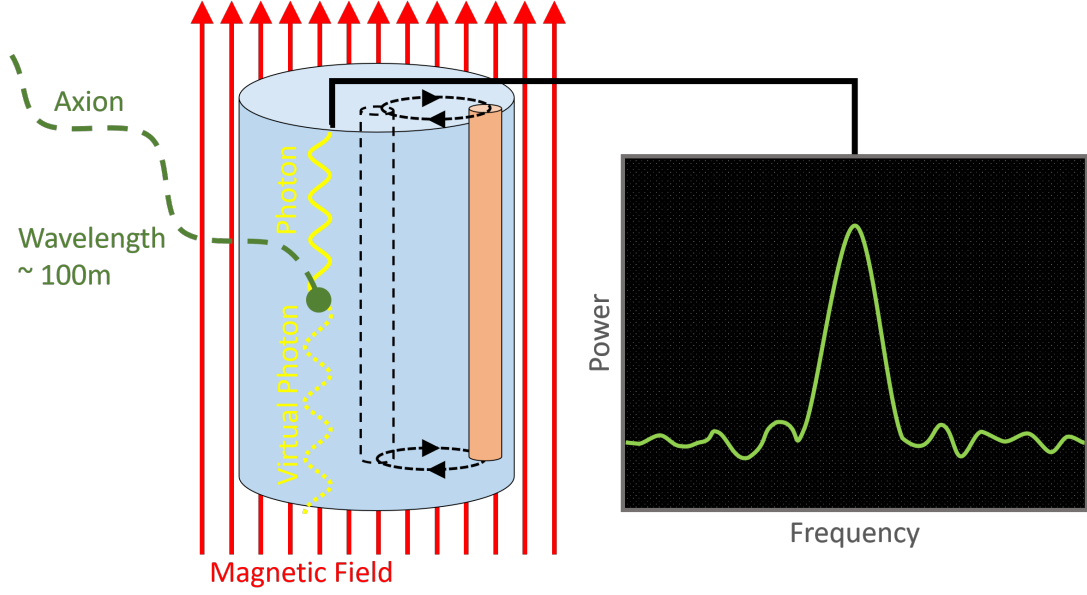 Axion
Wavelength
~ 100m
Photon
Virtual Photon
Magnetic Field
Power
Frequency